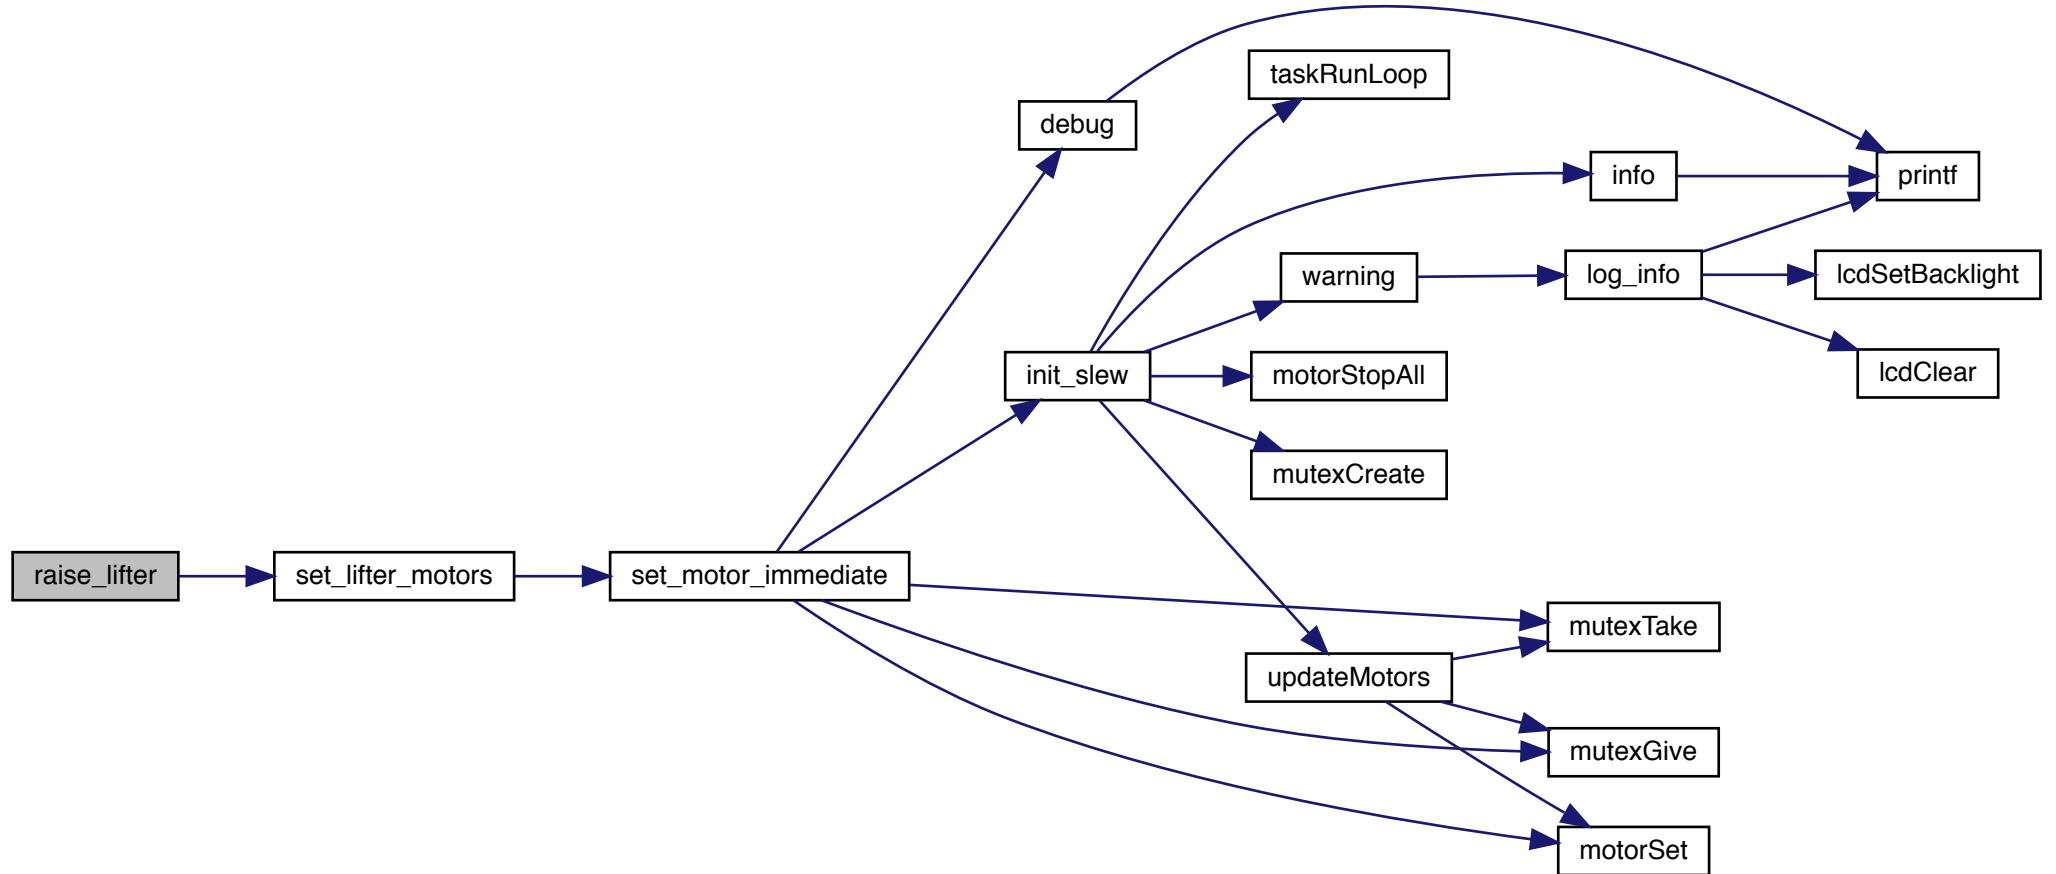 taskRunLoop
debug
info
printf
warning
log_info
lcdSetBacklight
init_slew
motorStopAll
lcdClear
mutexCreate
raise_lifter
set_lifter_motors
set_motor_immediate
mutexTake
updateMotors
mutexGive
motorSet